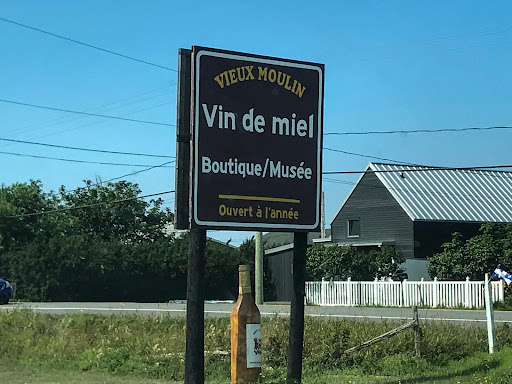 VIEUX MOULIN
Vin de miel
Boutique/Musée
Ouvert à l'année